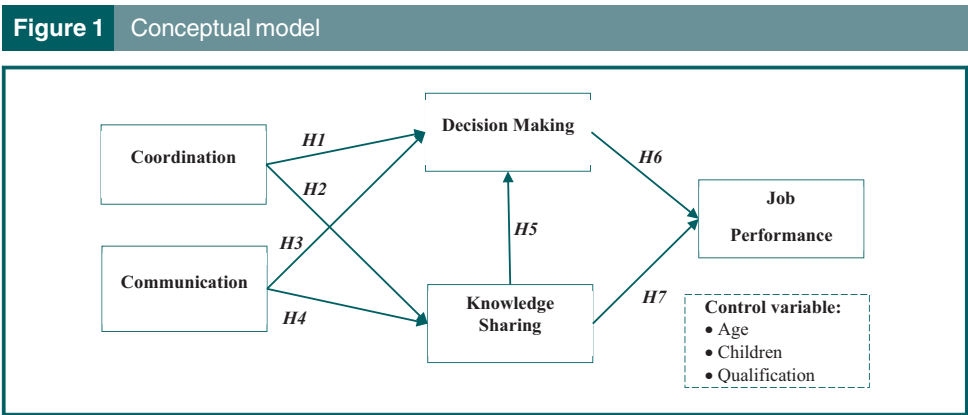 Figure 1 Conceptual model
Coordination
Communication
H1
H2
H3
H4
Decision Making
H5
Knowledge
Sharing
H6
H7
Job
Performance
Control variable:
• Age
• Children
• Qualification